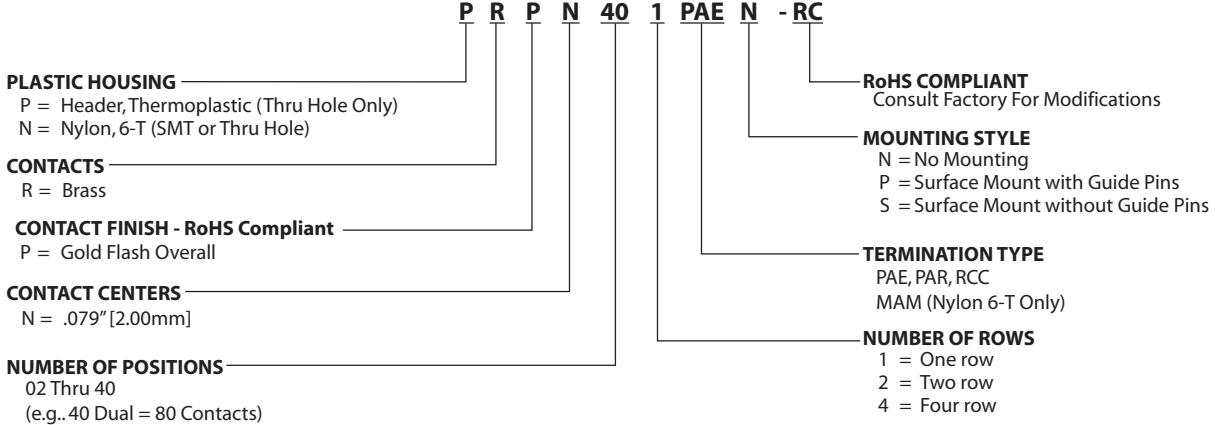 P R P N 40 1 PAE N - RC
PLASTIC HOUSING
P = Header, Thermoplastic (Thru Hole Only)
N = Nylon, 6-T (SMT or Thru Hole)
CONTACTS
R = Brass
CONTACT FINISH - RoHS Compliant
P = Gold Flash Overall
CONTACT CENTERS
N = .079" [2.00mm]
NUMBER OF POSITIONS
02 Thru 40
(e.g.. 40 Dual = 80 Contacts)
RoHS COMPLIANT
Consult Factory For Modifications
MOUNTING STYLE
N = No Mounting
P = Surface Mount with Guide Pins
S = Surface Mount without Guide Pins
TERMINATION TYPE
PAE, PAR, RCC
MAM (Nylon 6-T Only)
NUMBER OF ROWS
1 = One row
2 = Two row
4 = Four row